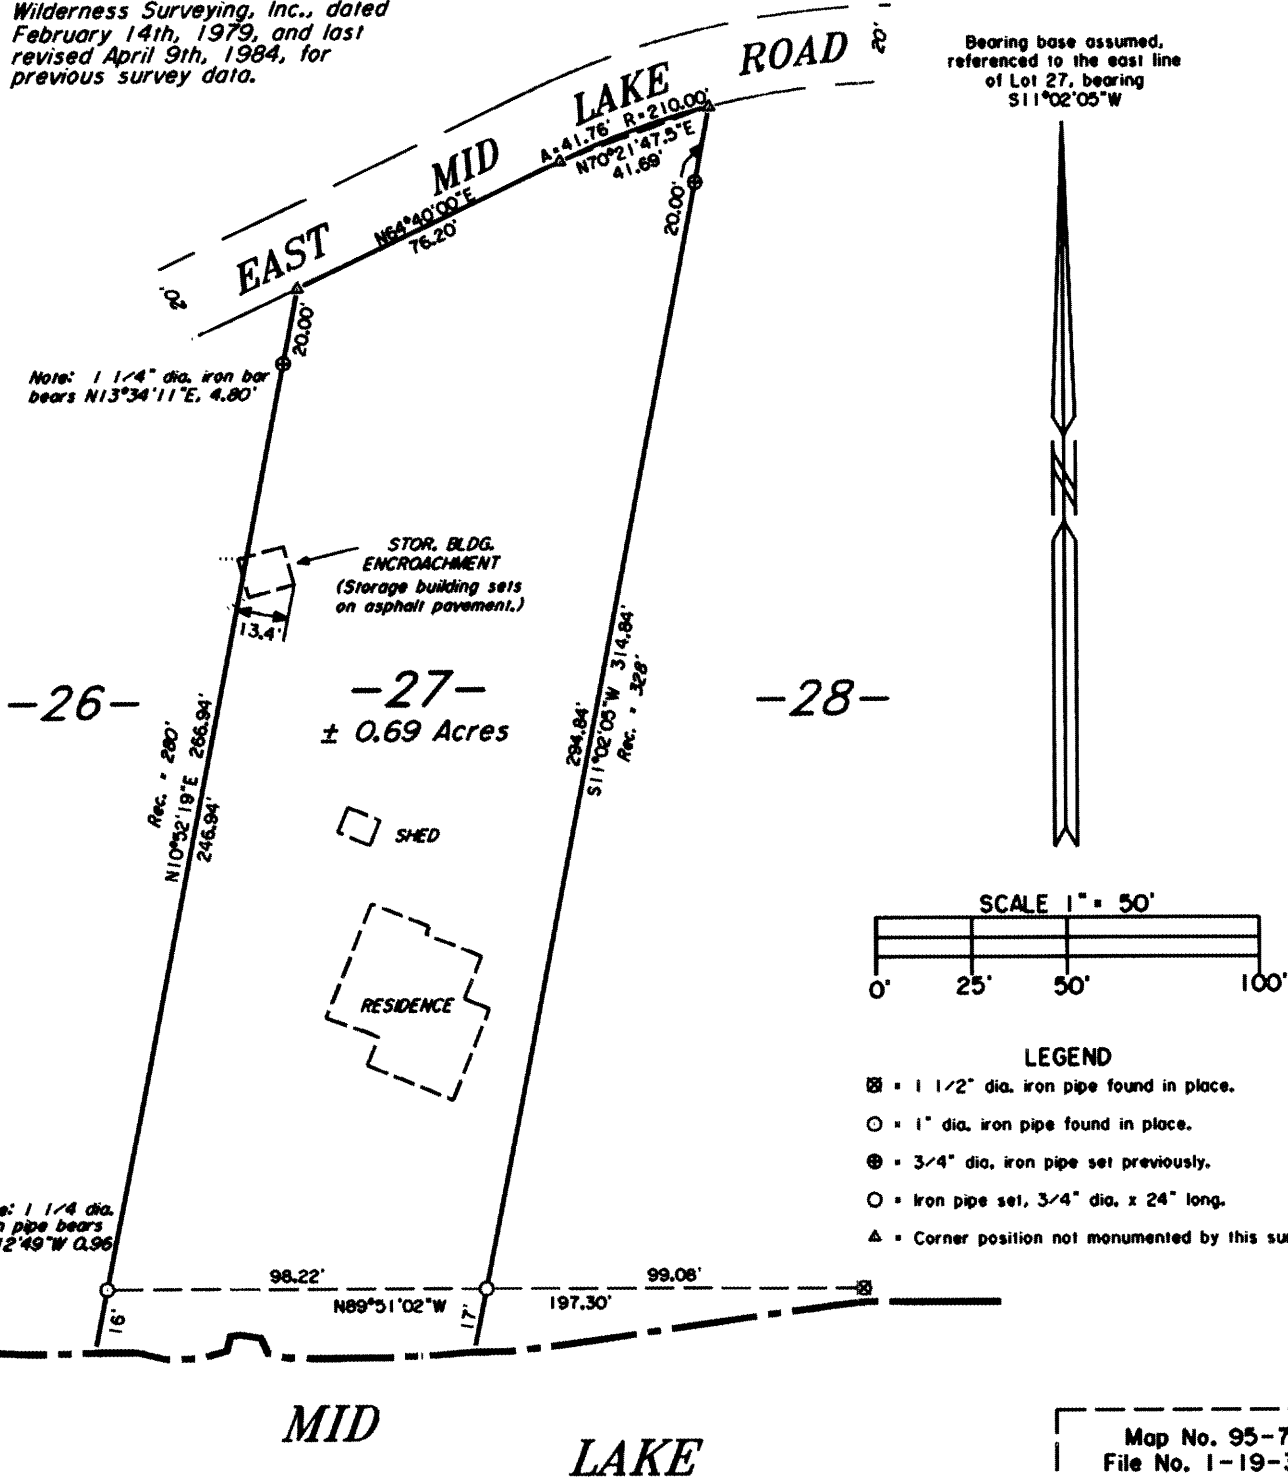 Wilderness Surveying, Inc., dated
February 14th, 1979, and last
revised April 9th, 1984, for
previous survey data.
EAST MID LAKE ROAD
20'
20'
A=41.76' R=210.00'
N70°21'47.5"E
41.69'
N64°40'00"E
76.20'
20.00'
20.00'
Bearing base assumed,
referenced to the east line
of Lot 27, bearing
S11°02'05"W
Note: 1 1/4" dia. iron bar
bears N13°34'11"E, 4.80'
STOR. BLDG.
ENCROACHMENT
(Storage building sets
on asphalt pavement.)
13.4'
-26-
-27-
± 0.69 Acres
-28-
Rec. = 280'
N10°52'19"E 266.94'
246.94'
294.84'
S11°02'05"W 314.84'
Rec. = 328'
SHED
RESIDENCE
SCALE 1" = 50'
0' 25' 50' 100'
LEGEND
= 1 1/2" dia. iron pipe found in place.
= 1" dia. iron pipe found in place.
= 3/4" dia. iron pipe set previously.
= Iron pipe set, 3/4" dia. x 24" long.
= Corner position not monumented by this
e: 1 1/4 dia.
pipe bears
12'49"W 0.96
98.22'
99.08'
N89°51'02"W 197.30'
16'
17'
MID LAKE
Map No. 95-7
File No. 1-19-